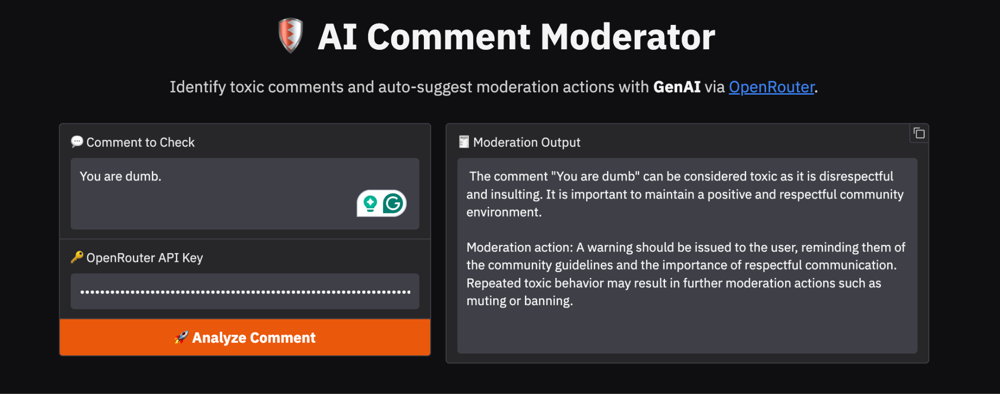 AI Comment Moderator
Identify toxic comments and auto-suggest moderation actions with GenAI via OpenRouter.
Comment to Check
You are dumb.
OpenRouter API Key
Analyze Comment
Moderation Output
The comment "You are dumb" can be considered toxic as it is disrespectful
and insulting. It is important to maintain a positive and respectful community
environment.
Moderation action: A warning should be issued to the user, reminding them of
the community guidelines and the importance of respectful communication.
Repeated toxic behavior may result in further moderation actions such as
muting or banning.